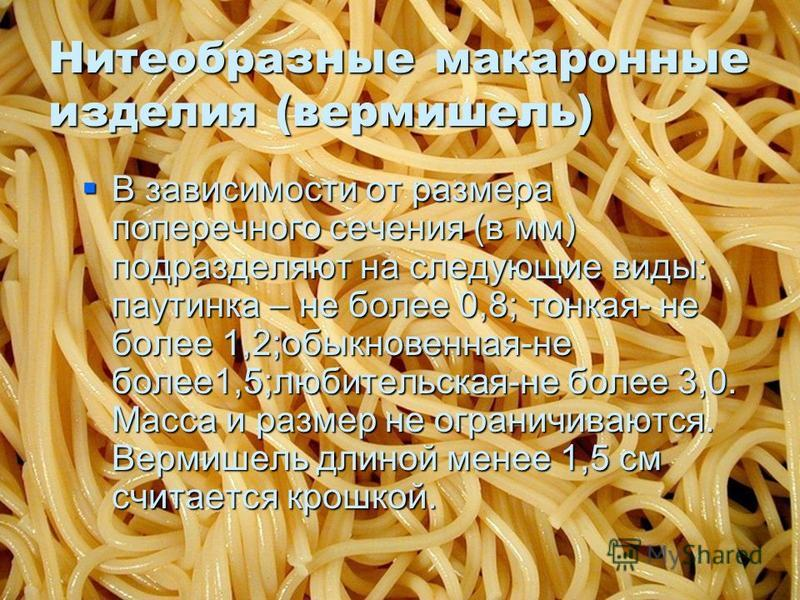 Нитеобразные макаронные
изделия (вермишель)
В зависимости от размера
поперечного сечения (в мм)
подразделяют на следующие виды:
паутинка – не более 0,8; тонкая- не
более 1,2;обыкновенная-не
более1,5;любительская-не более 3,0.
Масса и размер не ограничиваются.
Вермишель длиной менее 1,5 см
считается крошкой.
MyShared